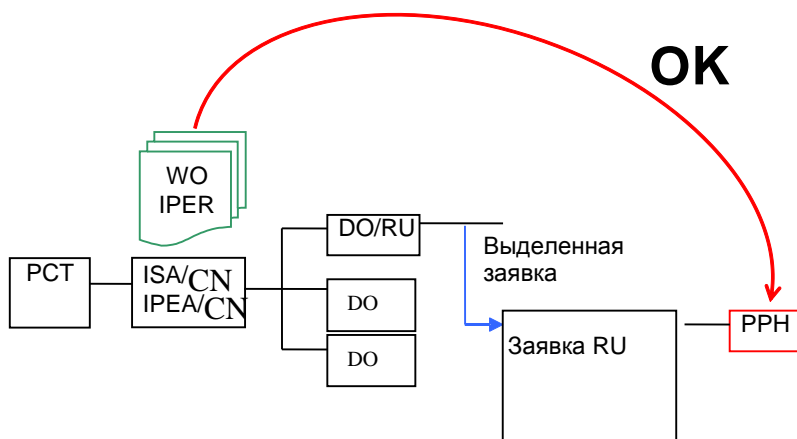 OK
WO
IPER
DO/RU
Выделенная
заявка
PCT
ISA/CN
IPEA/CN
DO
DO
Заявка RU
PPH